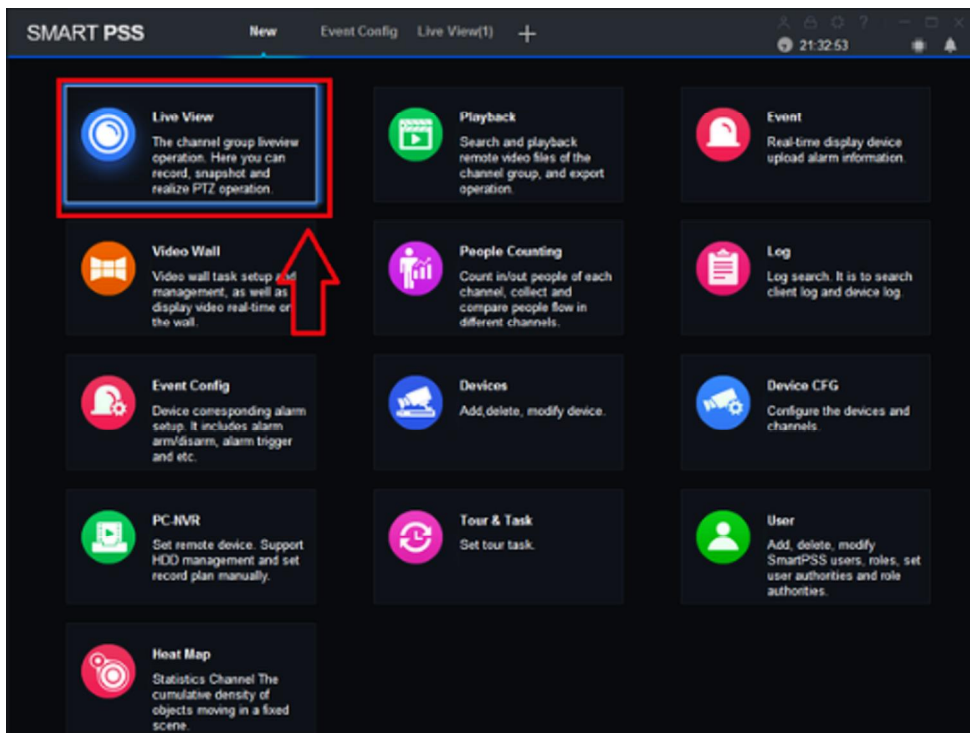 SMART PSS
New
Event Config
Live View(1)
21:32:53
Live View
The channel group liveview
operation. Here you can
record, snapshot and
realize PTZ operation.
Playback
Search and playback
remote video files of the
channel group, and export
operation.
Event
Real-time display device
upload alarm information.
Video Wall
Video wall task setup and
management, as well as
display video real-time on
the wall.
People Counting
Count in/out people of each
channel, collect and
compare people flow in
different channels.
Log
Log search. It is to search
client log and device log.
Event Config
Device corresponding alarm
setup. It includes alarm
arm/disarm, alarm trigger
and etc.
Devices
Add,delete, modify device.
Device CFG
Configure the devices and
channels.
PC-NVR
Set remote device. Support
HDD management and set
record plan manually.
Tour & Task
Set tour task.
User
Add, delete, modify
SmartPSS users, roles, set
user authorities and role
authorities.
Heat Map
Statistics Channel The
cumulative density of
objects moving in a fixed
scene.